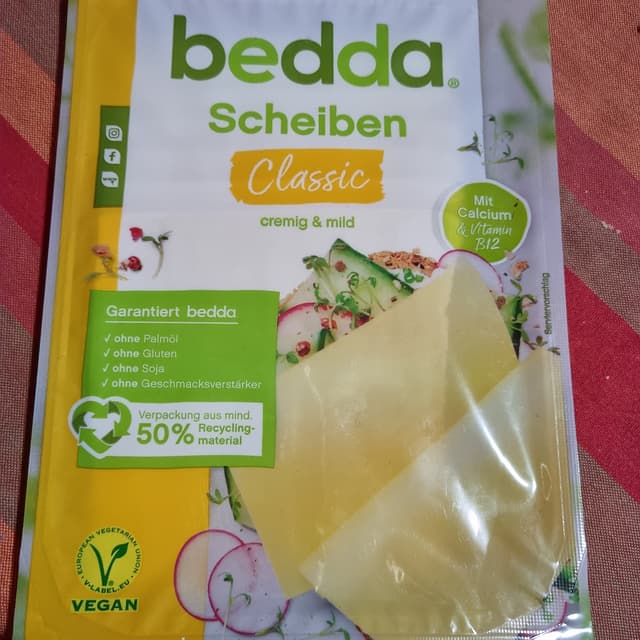 bedda®
Scheiben
Classic
cremig & mild
Mit
Calcium
& Vitamin
B12
Serviervorschlag
Garantiert bedda
✓ ohne Palmöl
✓ ohne Gluten
✓ ohne Soja
✓ ohne Geschmacksverstärker
Verpackung aus mind.
50% Recycling-
material
EUROPEAN VEGETARIAN UNION
V-LABEL.EU
VEGAN